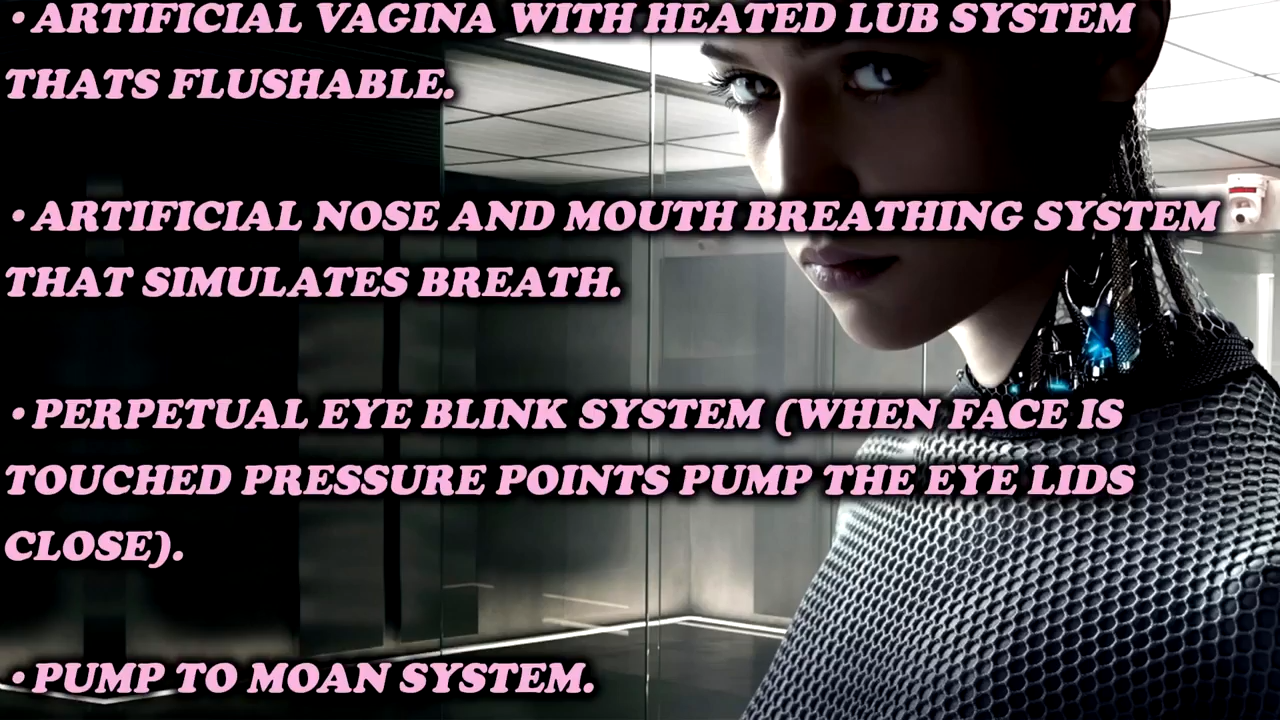 •ARTIFICIAL VAGINA WITH HEATED LUB SYSTEM
THATS FLUSHABLE.
•ARTIFICIAL NOSE AND MOUTH BREATHING SYSTEM
THAT SIMULATES BREATH.
•PERPETUAL EYE BLINK SYSTEM (WHEN FACE IS
TOUCHED PRESSURE POINTS PUMP THE EYE LIDS
CLOSE).
•PUMP TO MOAN SYSTEM.